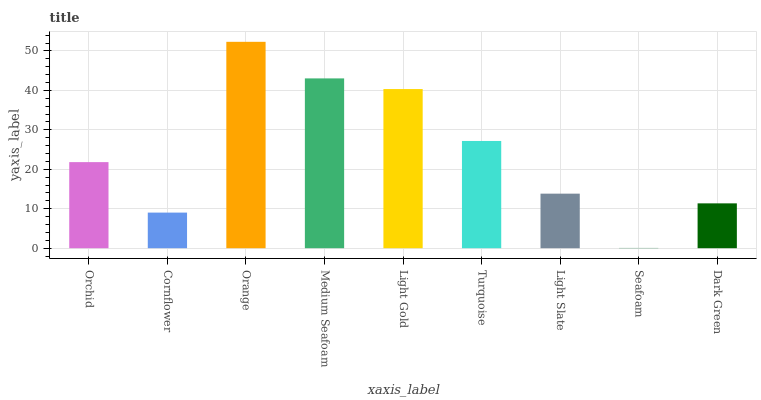 title
yaxis_label
50
40
30
20
10
0
Orchid
Cornflower
Orange
Medium Seafoam
Light Gold
Turquoise
Light Slate
Seafoam
Dark Green
xaxis_label